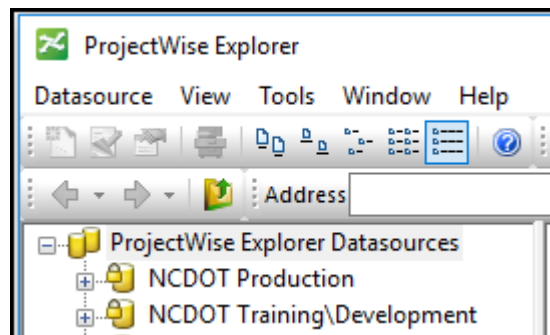 ProjectWise Explorer
Datasource View Tools Window Help
Address
ProjectWise Explorer Datasources
NCDOT Production
NCDOT Training\Development